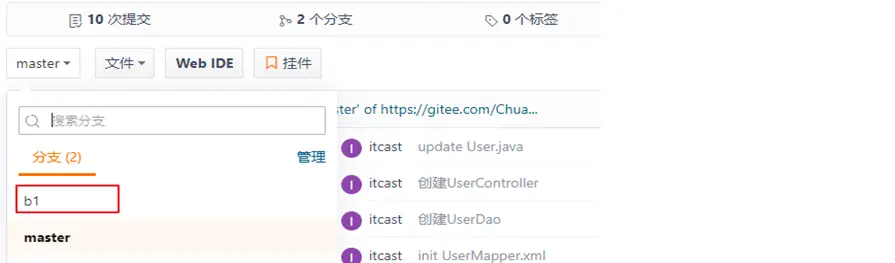 10 次提交
2 个分支
0 个标签
master
文件
Web IDE
挂件
搜索分支
ster' of https://gitee.com/Chua...
分支 (2)
管理
I itcast update User.java
b1
I itcast 创建UserController
I itcast 创建UserDao
master
I itcast init UserMapper.xml